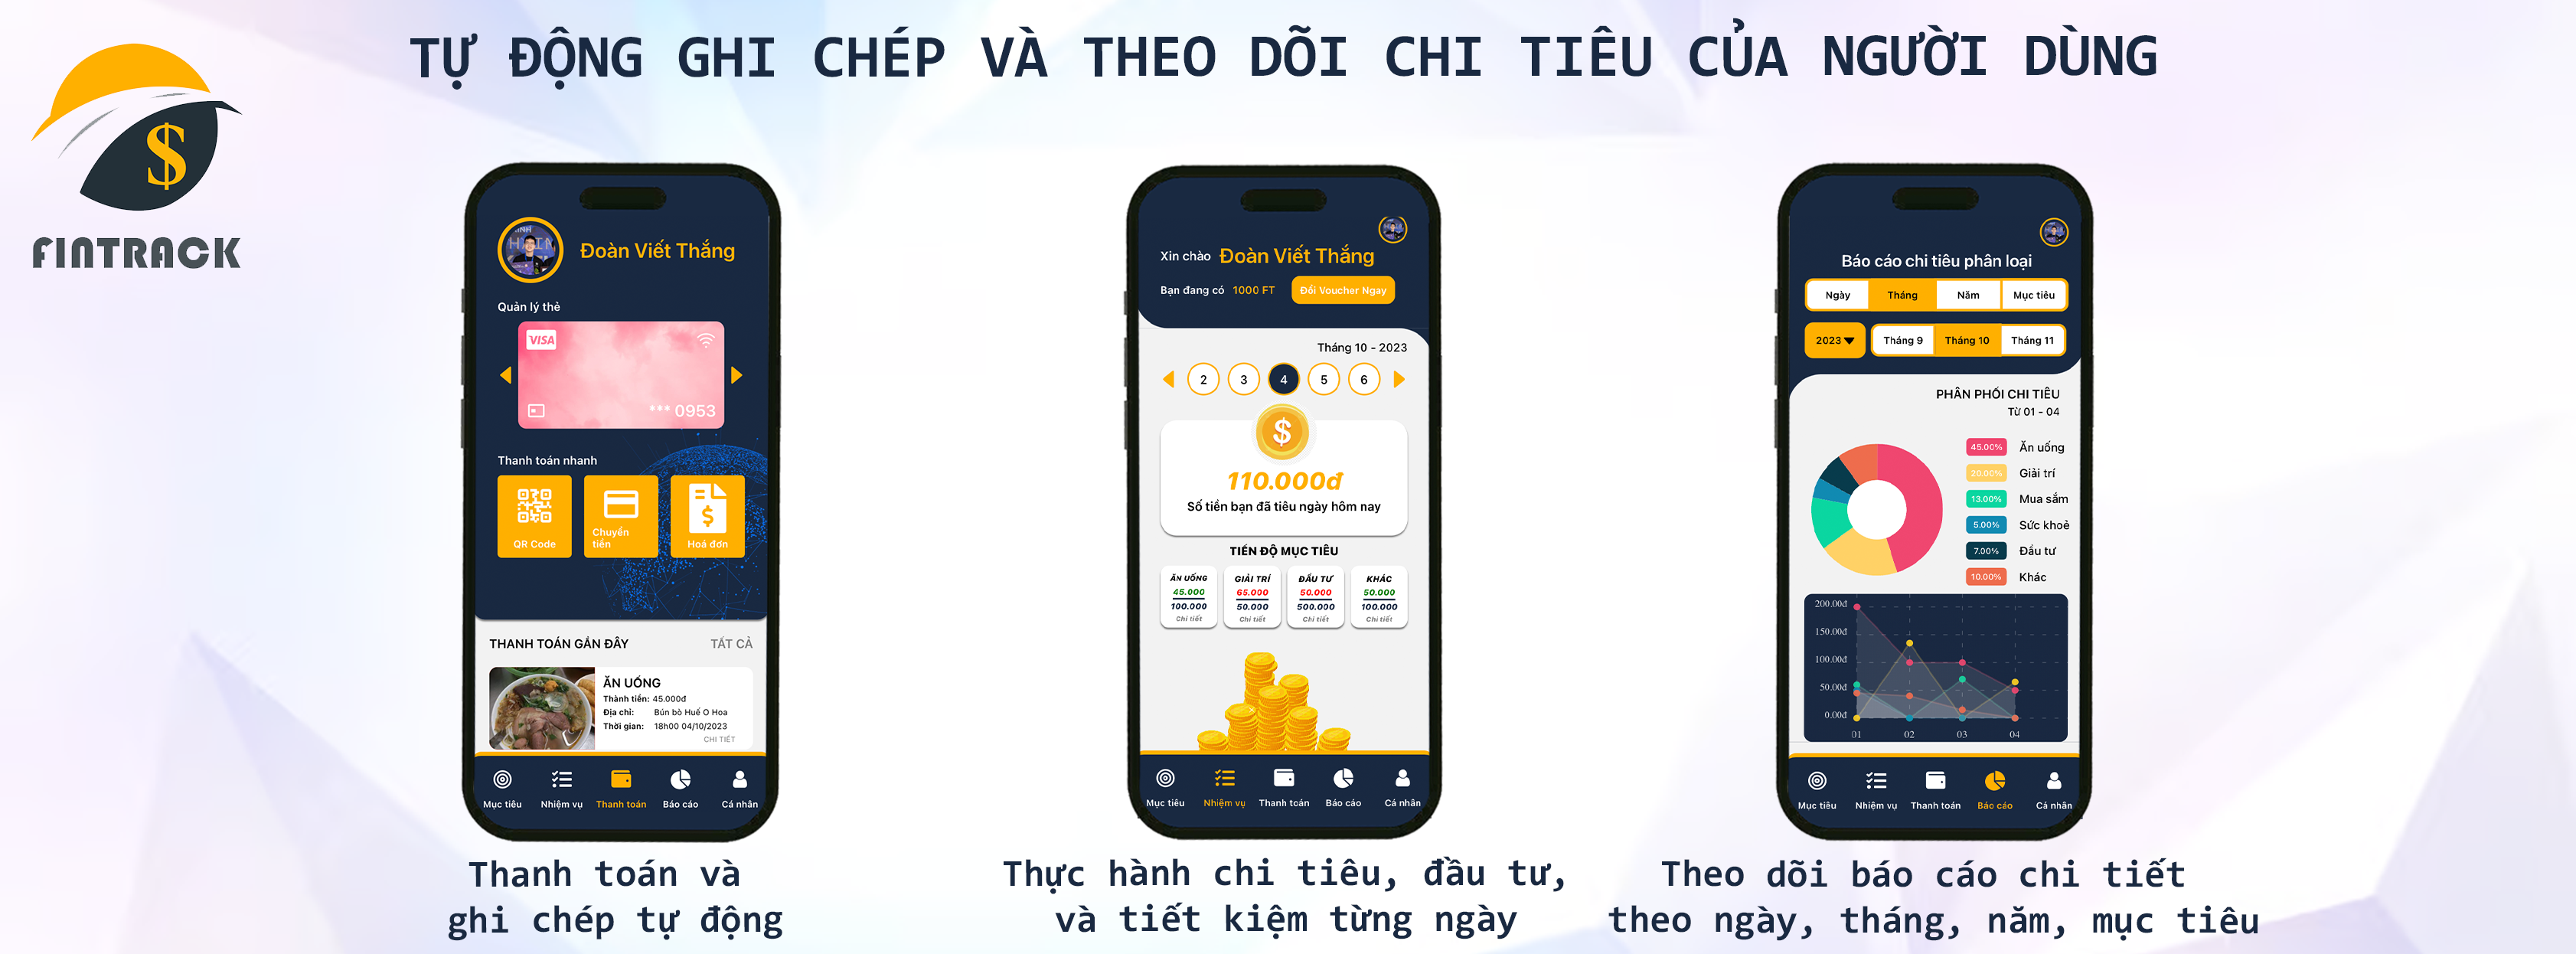 TỰ ĐỘNG GHI CHÉP VÀ THEO DÕI CHI TIÊU CỦA NGƯỜI DÙNG
$
FINTRACK
Đoàn Viết Thắng
Quản lý thẻ
VISA
*** 0953
Thanh toán nhanh
QR Code
Chuyển
tiền
$
Hoá đơn
THANH TOÁN GẦN ĐÂY TẤT CẢ
ĂN UỐNG
Thành tiền: 45.000đ
Địa chỉ: Bún bò Huế O Hoa
Thời gian: 18h00 04/10/2023
CHI TIẾT
Mục tiêu Nhiệm vụ Thanh toán Báo cáo Cá nhân
Thanh toán và
ghi chép tự động
Xin chào Đoàn Viết Thắng
Bạn đang có 1000 FT Đổi Voucher Ngay
Tháng 10 - 2023
2 3 4 5 6
$
110.000đ
Số tiền bạn đã tiêu ngày hôm nay
TIẾN ĐỘ MỤC TIÊU
ĂN UỐNG GIẢI TRÍ ĐẦU TƯ KHÁC
45.000 65.000 50.000 50.000
100.000 50.000 500.000 100.000
Chi tiết Chi tiết Chi tiết Chi tiết
Mục tiêu Nhiệm vụ Thanh toán Báo cáo Cá nhân
Thực hành chi tiêu, đầu tư,
và tiết kiệm từng ngày
Báo cáo chi tiêu phân loại
Ngày Tháng Năm Mục tiêu
2023 Tháng 9 Tháng 10 Tháng 11
PHÂN PHỐI CHI TIÊU
Từ 01 - 04
45.00% Ăn uống
20.00% Giải trí
13.00% Mua sắm
5.00% Sức khoẻ
7.00% Đầu tư
10.00% Khác
200.00đ
150.00đ
100.00đ
50.00đ
0.00đ
01 02 03 04
Mục tiêu Nhiệm vụ Thanh toán Báo cáo Cá nhân
Theo dõi báo cáo chi tiết
theo ngày, tháng, năm, mục tiêu